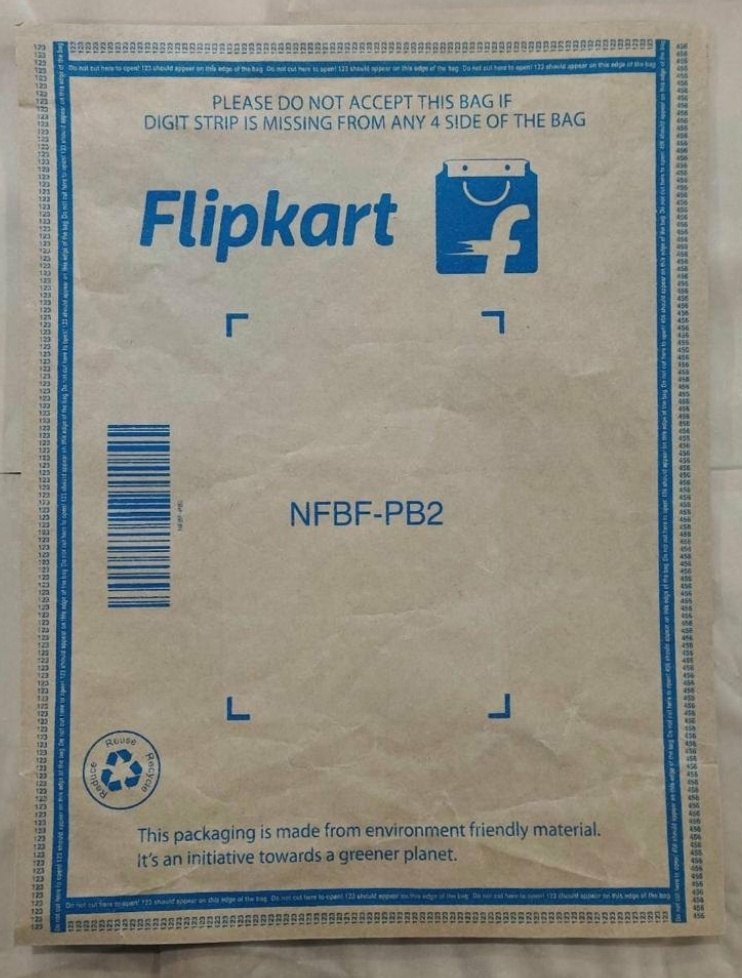 Do not cut here to open! 123 should appear on this edge of the bag. Do not cut here to open! 123 should appear on this edge of the bag. Do not cut here to open! 123 should appear on this edge of the bag
PLEASE DO NOT ACCEPT THIS BAG IF
DIGIT STRIP IS MISSING FROM ANY 4 SIDE OF THE BAG
Flipkart
NFBF-PB2
Reduce Reuse Recycle
This packaging is made from environment friendly material.
It's an initiative towards a greener planet.
Do not cut here to open! 123 should appear on this edge of the bag. Do not cut here to open! 123 should appear on this edge of the bag. Do not cut here to open! 123 should appear on this edge of the bag